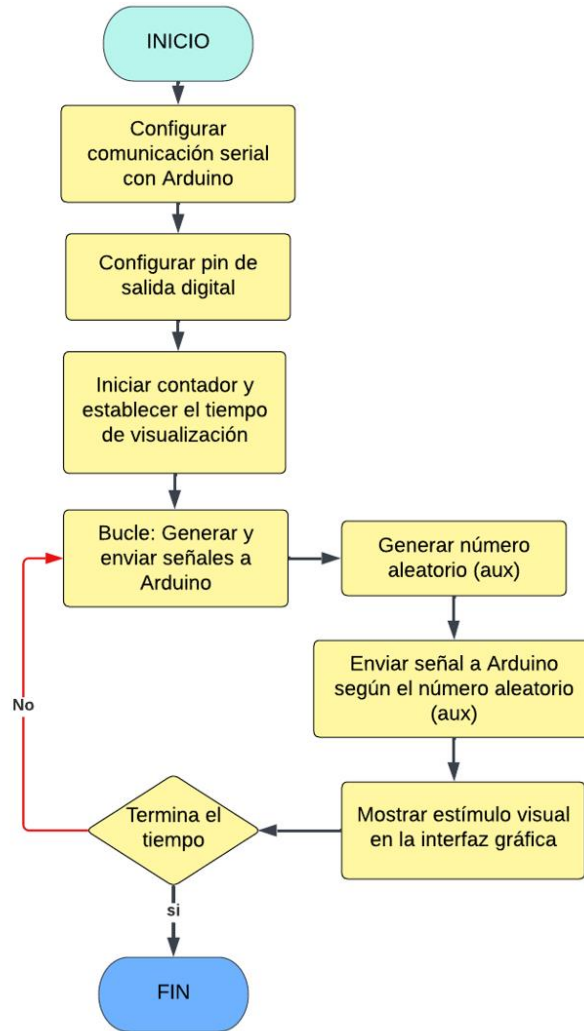 INICIO
Configurar
comunicación serial
con Arduino
Configurar pin de
salida digital
Iniciar contador y
establecer el tiempo
de visualización
Bucle: Generar y
enviar señales a
Arduino
Generar número
aleatorio (aux)
Enviar señal a Arduino
según el número aleatorio
(aux)
Mostrar estímulo visual
en la interfaz gráfica
Termina el
tiempo
No
si
FIN